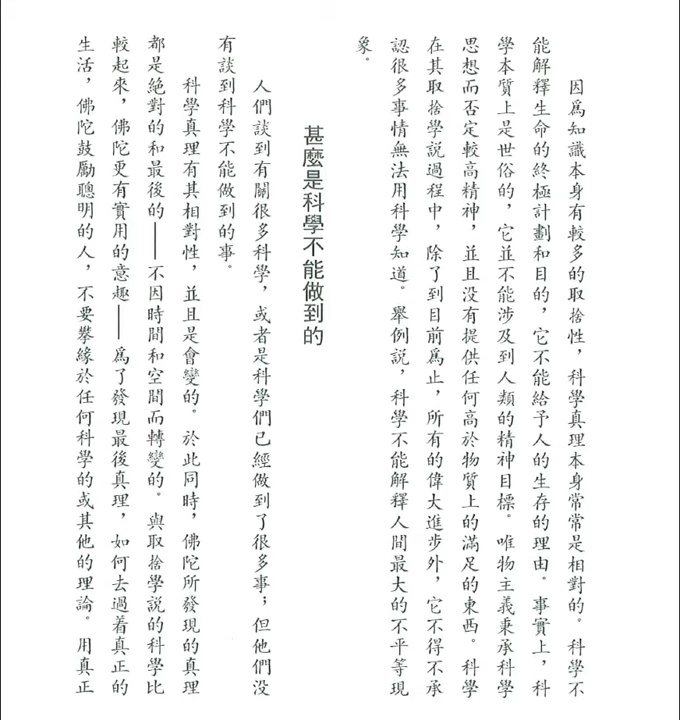 因為知識本身有較多的取捨性，科學真理本身常常是相對的。科學不
能解釋生命的終極計劃和目的，它不能給予人的生存的理由。事實上，科
學本質上是世俗的，它並不能涉及到人類的精神目標。唯物主義秉承科學
思想而否定較高精神，並且沒有提供任何高於物質上的滿足的東西。科學
在其取捨學說過程中，除了到目前為止，所有的偉大進步外，它不得不承
認很多事情無法用科學知道。舉例說，科學不能解釋人間最大的不平等現
象。
甚麼是科學不能做到的
人們談到有關很多科學，或者是科學們已經做到了很多事；但他們沒
有談到科學不能做到的事。
科學真理有其相對性，並且是會變的。於此同時，佛陀所發現的真理
都是絕對的和最後的——不因時間和空間而轉變的。與取捨學說的科學比
較起來，佛陀更有實用的意趣——為了發現最後真理，如何去過着真正的
生活，佛陀鼓勵聰明的人，不要攀緣於任何科學的或其他的理論。用真正